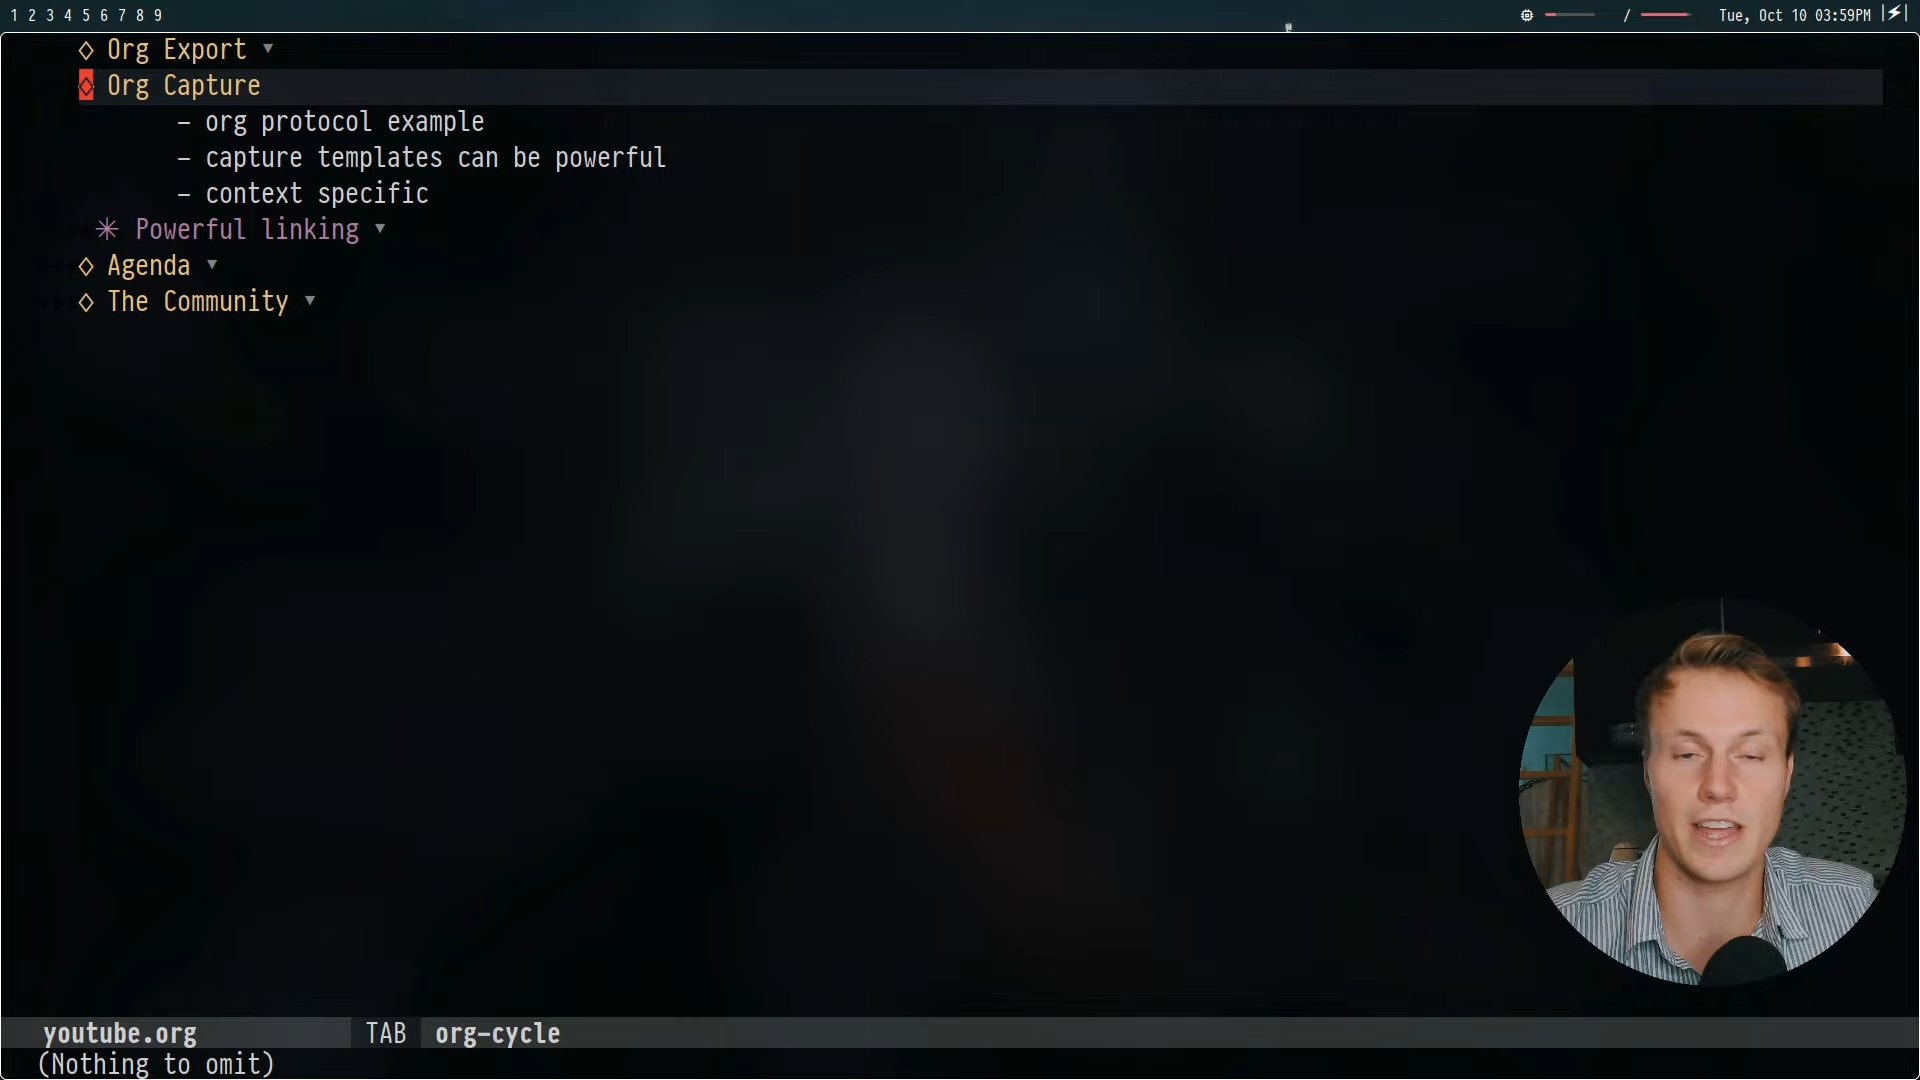 1 2 3 4 5 6 7 8 9
/ Tue, Oct 10 03:59PM
◇ Org Export ▾
◇ Org Capture
– org protocol example
– capture templates can be powerful
– context specific
✳ Powerful linking ▾
◇ Agenda ▾
◇ The Community ▾
youtube.org TAB org-cycle
(Nothing to omit)